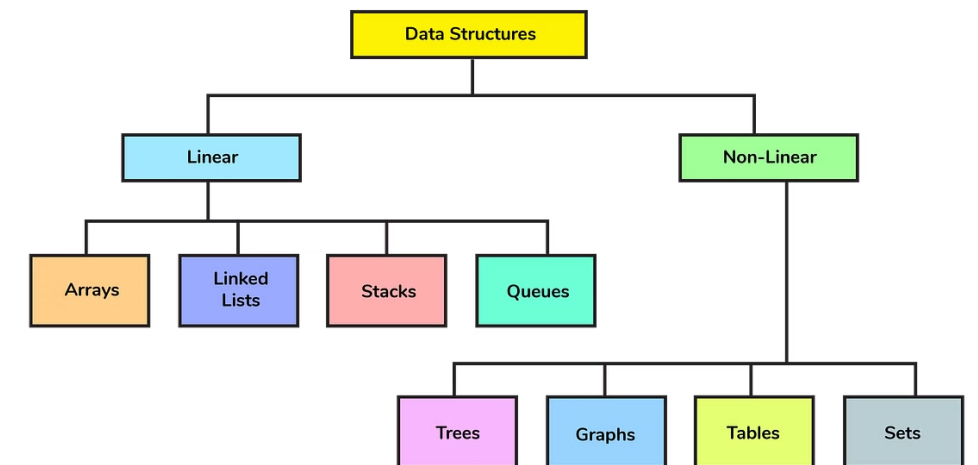 Data Structures
Linear
Non-Linear
Arrays
Linked
Lists
Stacks
Queues
Trees
Graphs
Tables
Sets